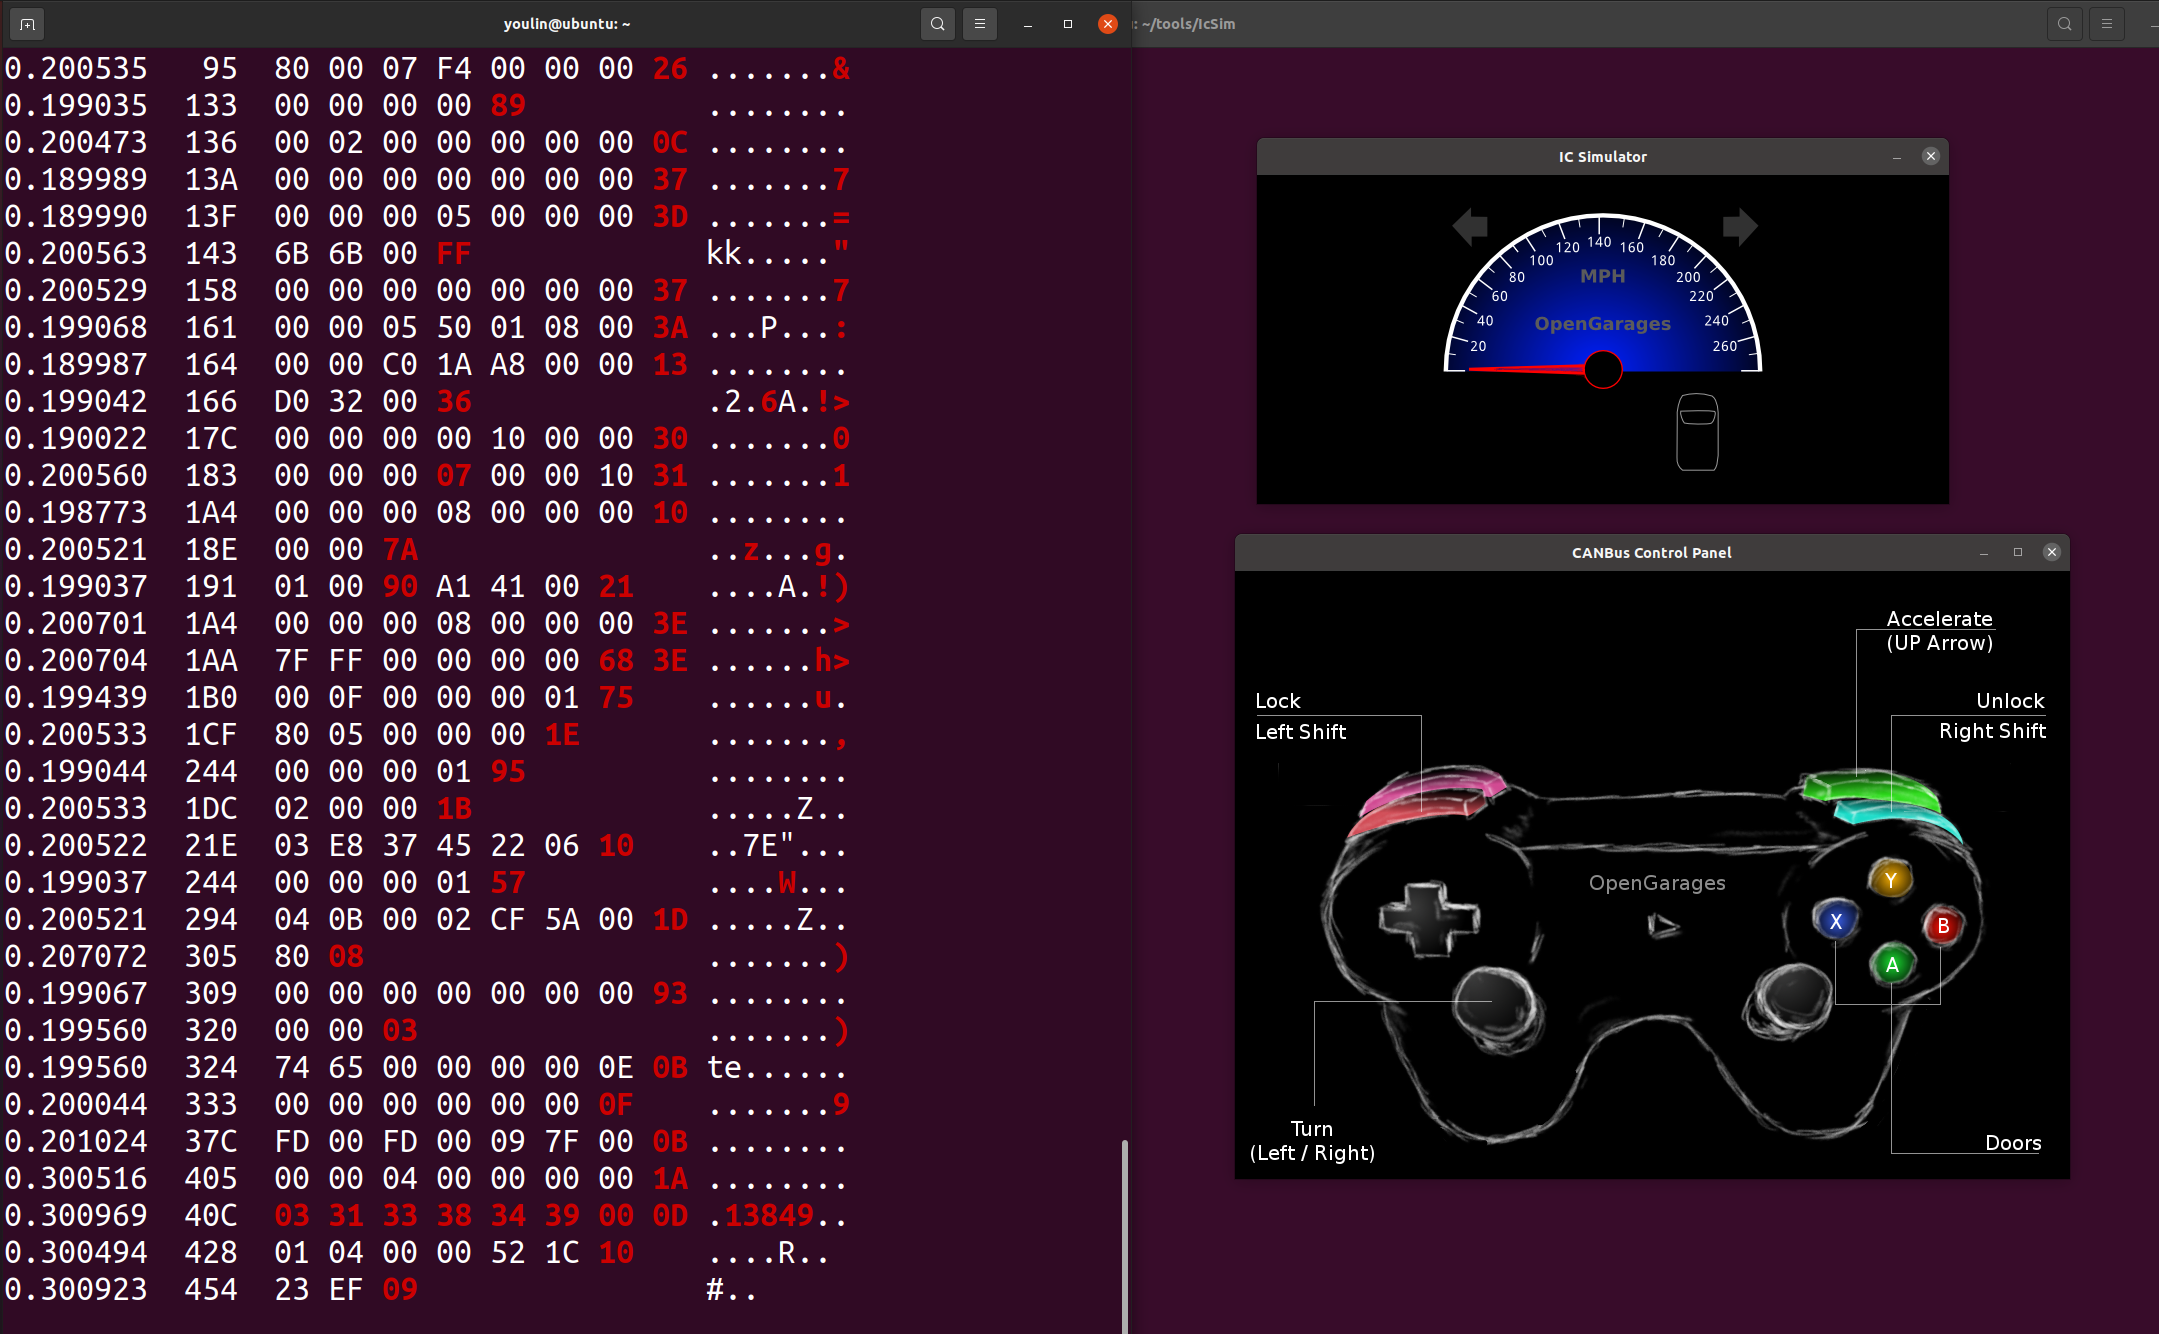 youlin@ubuntu: ~
: ~/tools/IcSim
0.200535 95 80 00 07 F4 00 00 00 26 .......&
0.199035 133 00 00 00 00 89 ........
0.200473 136 00 02 00 00 00 00 00 0C ........
0.189989 13A 00 00 00 00 00 00 00 37 .......7
0.189990 13F 00 00 00 05 00 00 00 3D .......=
0.200563 143 6B 6B 00 FF kk....."
0.200529 158 00 00 00 00 00 00 00 37 .......7
0.199068 161 00 00 05 50 01 08 00 3A ...P...:
0.189987 164 00 00 C0 1A A8 00 00 13 ........
0.199042 166 D0 32 00 36 .2.6A.!>
0.190022 17C 00 00 00 00 10 00 00 30 .......0
0.200560 183 00 00 00 07 00 00 10 31 .......1
0.198773 1A4 00 00 00 08 00 00 00 10 ........
0.200521 18E 00 00 7A ..z...g.
0.199037 191 01 00 90 A1 41 00 21 ....A.!)
0.200701 1A4 00 00 00 08 00 00 00 3E .......>
0.200704 1AA 7F FF 00 00 00 00 68 3E ......h>
0.199439 1B0 00 0F 00 00 00 01 75 ......u.
0.200533 1CF 80 05 00 00 00 1E .......,
0.199044 244 00 00 00 01 95 ........
0.200533 1DC 02 00 00 1B .....Z..
0.200522 21E 03 E8 37 45 22 06 10 ..7E"...
0.199037 244 00 00 00 01 57 ....W...
0.200521 294 04 0B 00 02 CF 5A 00 1D .....Z..
0.207072 305 80 08 .......)
0.199067 309 00 00 00 00 00 00 00 93 ........
0.199560 320 00 00 03 .......)
0.199560 324 74 65 00 00 00 00 0E 0B te......
0.200044 333 00 00 00 00 00 00 0F .......9
0.201024 37C FD 00 FD 00 09 7F 00 0B ........
0.300516 405 00 00 04 00 00 00 00 1A ........
0.300969 40C 03 31 33 38 34 39 00 0D .13849..
0.300494 428 01 04 00 00 52 1C 10 ....R..
0.300923 454 23 EF 09 #..
IC Simulator
20 40 60 80 100 120 140 160 180 200 220 240 260
MPH
OpenGarages
CANBus Control Panel
Accelerate
(UP Arrow)
Lock
Left Shift
Unlock
Right Shift
OpenGarages
Y
X
B
A
Turn
(Left / Right)
Doors